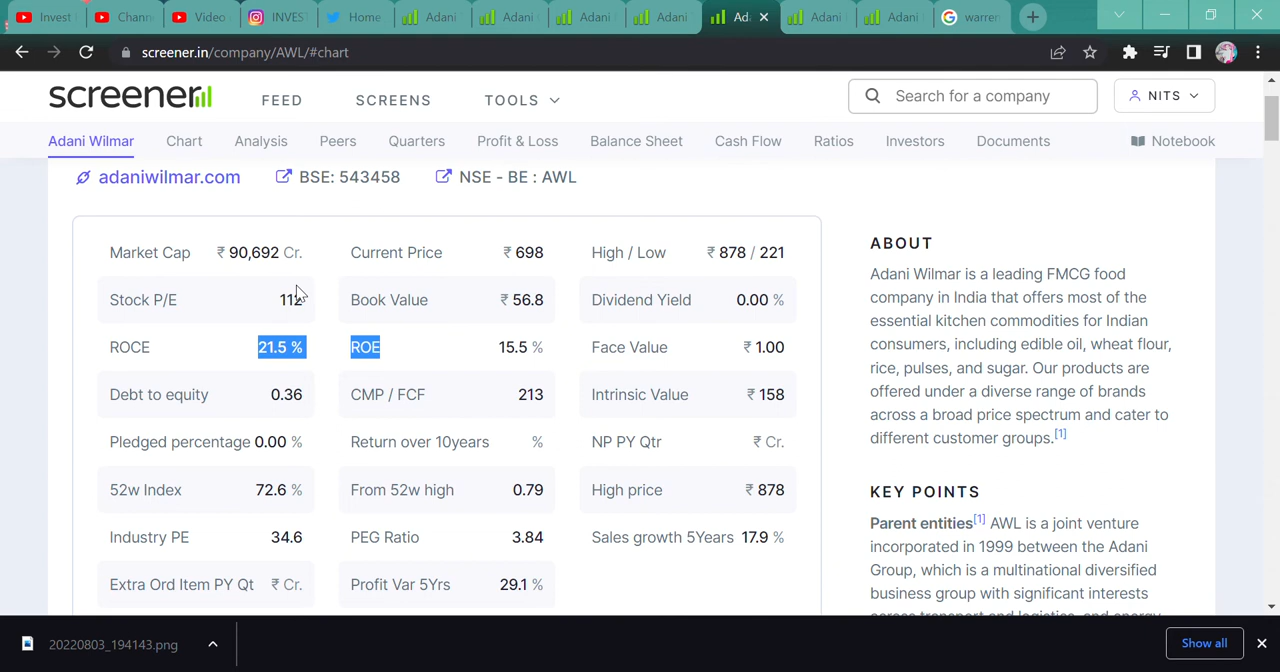 Invest
Chann
Video
INVES
Home
Adani
Adani
Adani
Adani
Ad
Adani
Adani
warren
screener.in/company/AWL/#chart
screener
FEED
SCREENS
TOOLS
Search for a company
NITS
Adani Wilmar
Chart
Analysis
Peers
Quarters
Profit & Loss
Balance Sheet
Cash Flow
Ratios
Investors
Documents
Notebook
adaniwilmar.com
BSE: 543458
NSE - BE : AWL
Market Cap ₹ 90,692 Cr.
Current Price ₹ 698
High / Low ₹ 878 / 221
Stock P/E 112
Book Value ₹ 56.8
Dividend Yield 0.00 %
ROCE 21.5 %
ROE 15.5 %
Face Value ₹ 1.00
Debt to equity 0.36
CMP / FCF 213
Intrinsic Value ₹ 158
Pledged percentage 0.00 %
Return over 10years %
NP PY Qtr ₹ Cr.
52w Index 72.6 %
From 52w high 0.79
High price ₹ 878
Industry PE 34.6
PEG Ratio 3.84
Sales growth 5Years 17.9 %
Extra Ord Item PY Qt ₹ Cr.
Profit Var 5Yrs 29.1 %
ABOUT
Adani Wilmar is a leading FMCG food
company in India that offers most of the
essential kitchen commodities for Indian
consumers, including edible oil, wheat flour,
rice, pulses, and sugar. Our products are
offered under a diverse range of brands
across a broad price spectrum and cater to
different customer groups.[1]
KEY POINTS
Parent entities[1] AWL is a joint venture
incorporated in 1999 between the Adani
Group, which is a multinational diversified
business group with significant interests
across transport and logistics, and energy
20220803_194143.png
Show all